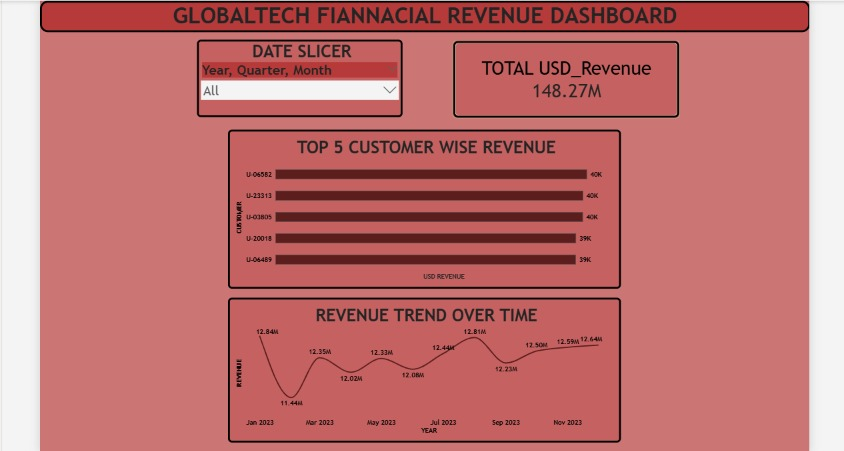 GLOBALTECH FIANNACIAL REVENUE DASHBOARD
DATE SLICER
Year, Quarter, Month
All
TOTAL USD_Revenue
148.27M
TOP 5 CUSTOMER WISE REVENUE
CUSTOMER
U-06582 40K
U-23313 40K
U-03805 40K
U-20018 39K
U-06489 39K
USD REVENUE
REVENUE TREND OVER TIME
REVENUE
12.84M 11.44M 12.35M 12.02M 12.33M 12.08M 12.44M 12.81M 12.23M 12.50M 12.59M 12.64M
Jan 2023 Mar 2023 May 2023 Jul 2023 Sep 2023 Nov 2023
YEAR